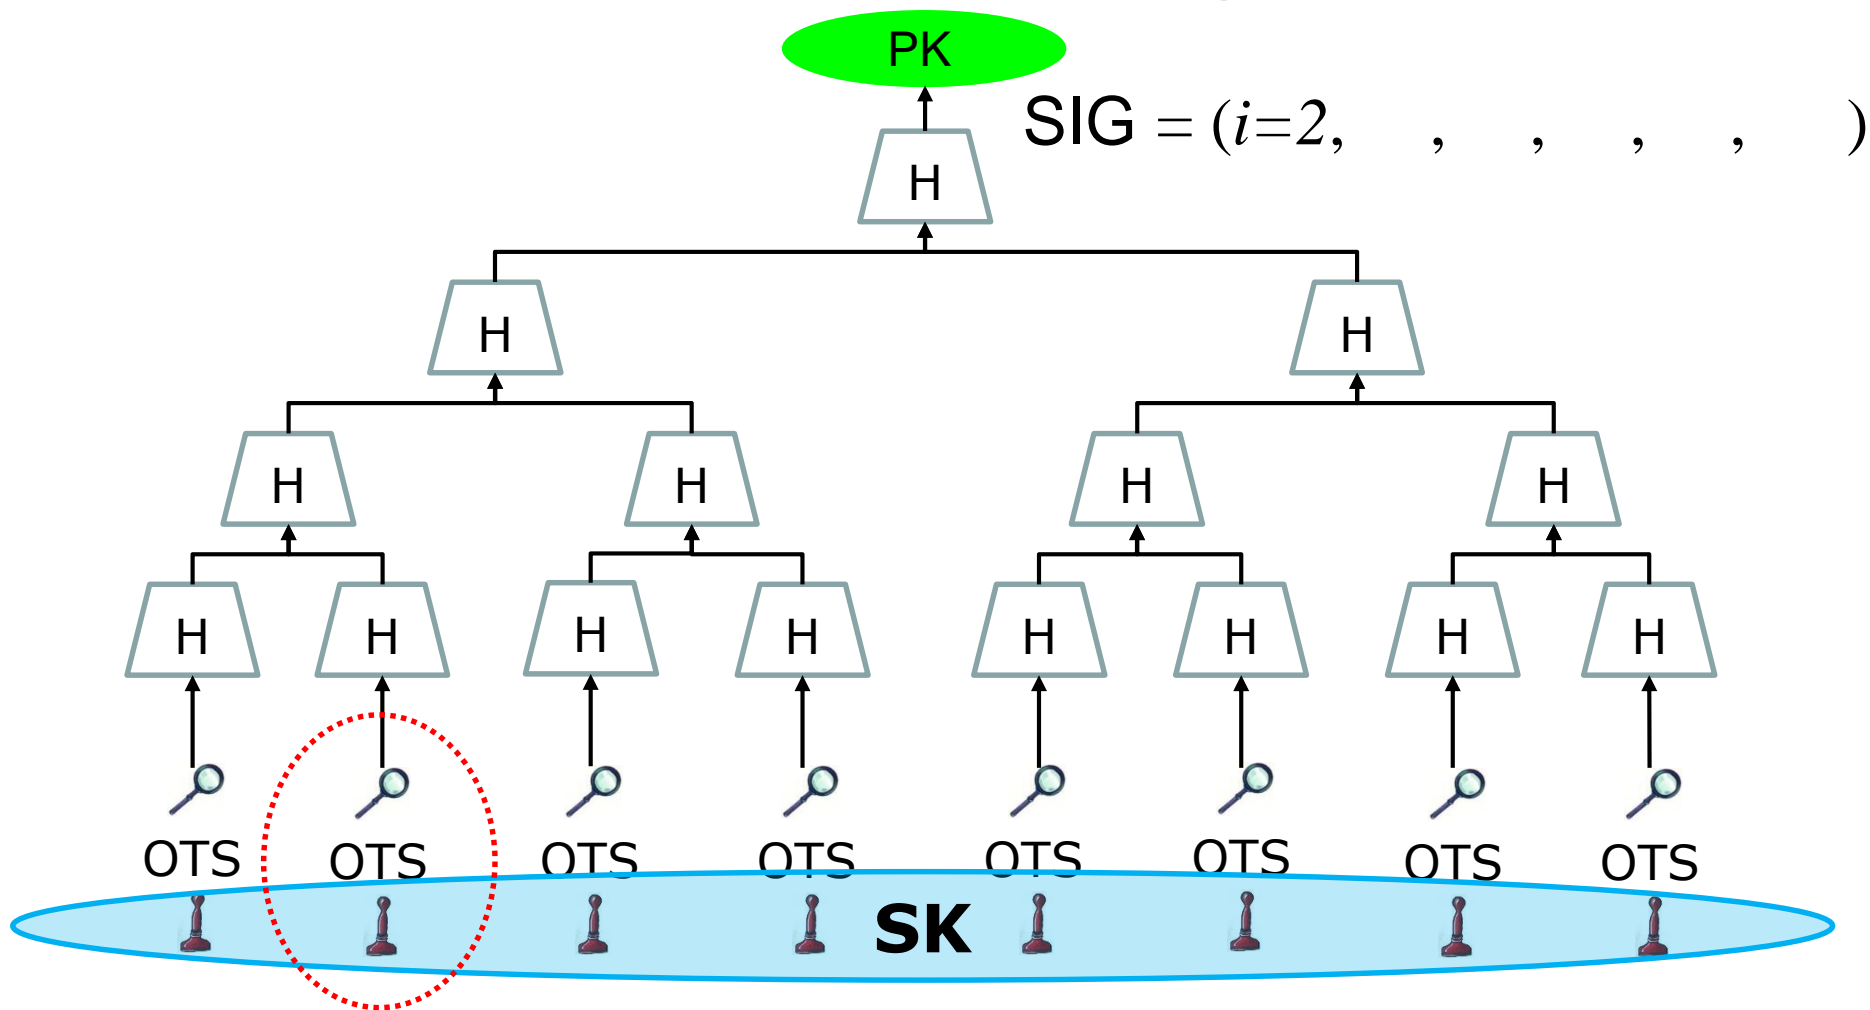 PK
SIG = (i=2, , , , , )
H
H H
H H H H
H H H H H H H H
OTS OTS OTS OTS OTS OTS OTS OTS
SK